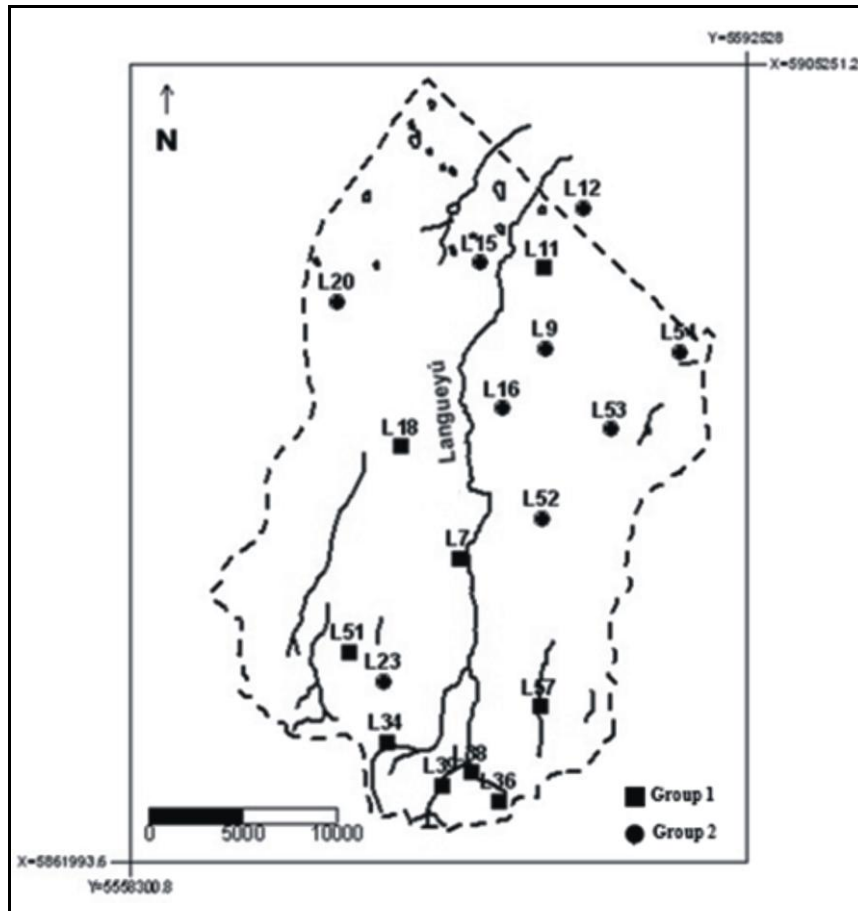 Y=5592528
X=5905251.2
N
L12
L15
L11
L20
L9
L54
L16
L53
Langueyú
L18
L52
L7
L51
L23
L57
L34
L38
L39
L36
Group 1
Group 2
0 5000 10000
X=5861993.6
Y=5558300.8